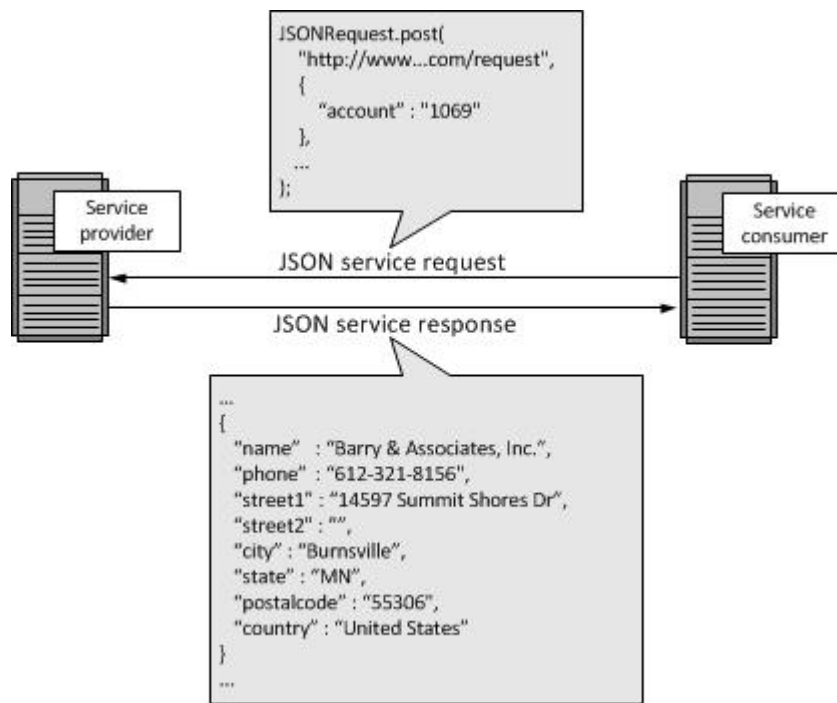 JSONRequest.post(
"http://www...com/request",
{
"account" : "1069"
},
...
};
Service
provider
Service
consumer
JSON service request
JSON service response
...
{
"name" : "Barry & Associates, Inc.",
"phone" : "612-321-8156",
"street1" : "14597 Summit Shores Dr",
"street2" : "",
"city" : "Burnsville",
"state" : "MN",
"postalcode" : "55306",
"country" : "United States"
}
...